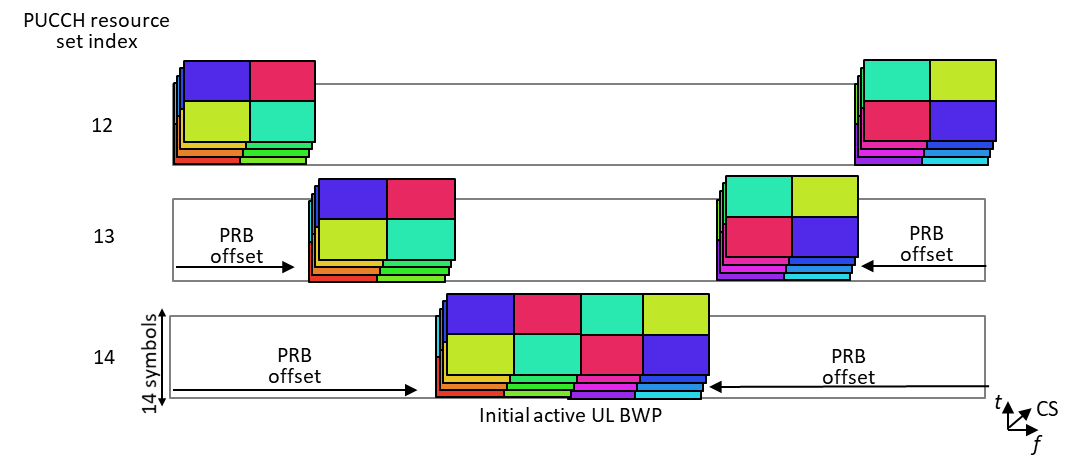 PUCCH resource
set index
12
13
PRB
offset
PRB
offset
14
14 symbols
PRB
offset
PRB
offset
Initial active UL BWP
t
CS
f